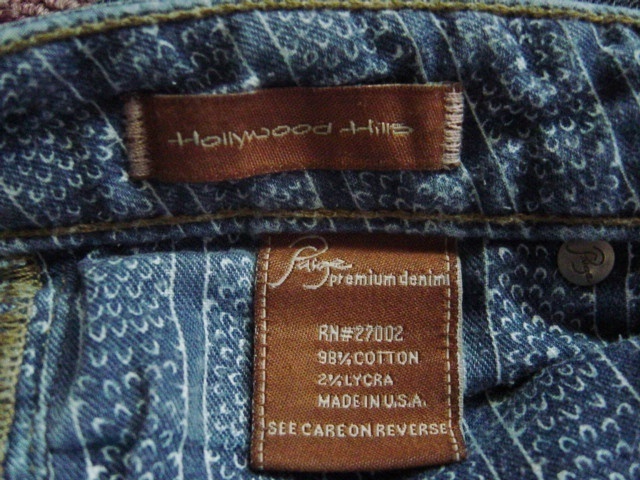 Hollywood Hills
Paige
premium denim
RN#27002
98% COTTON
2% LYCRA
MADE IN U.S.A.
SEE CARE ON REVERSE